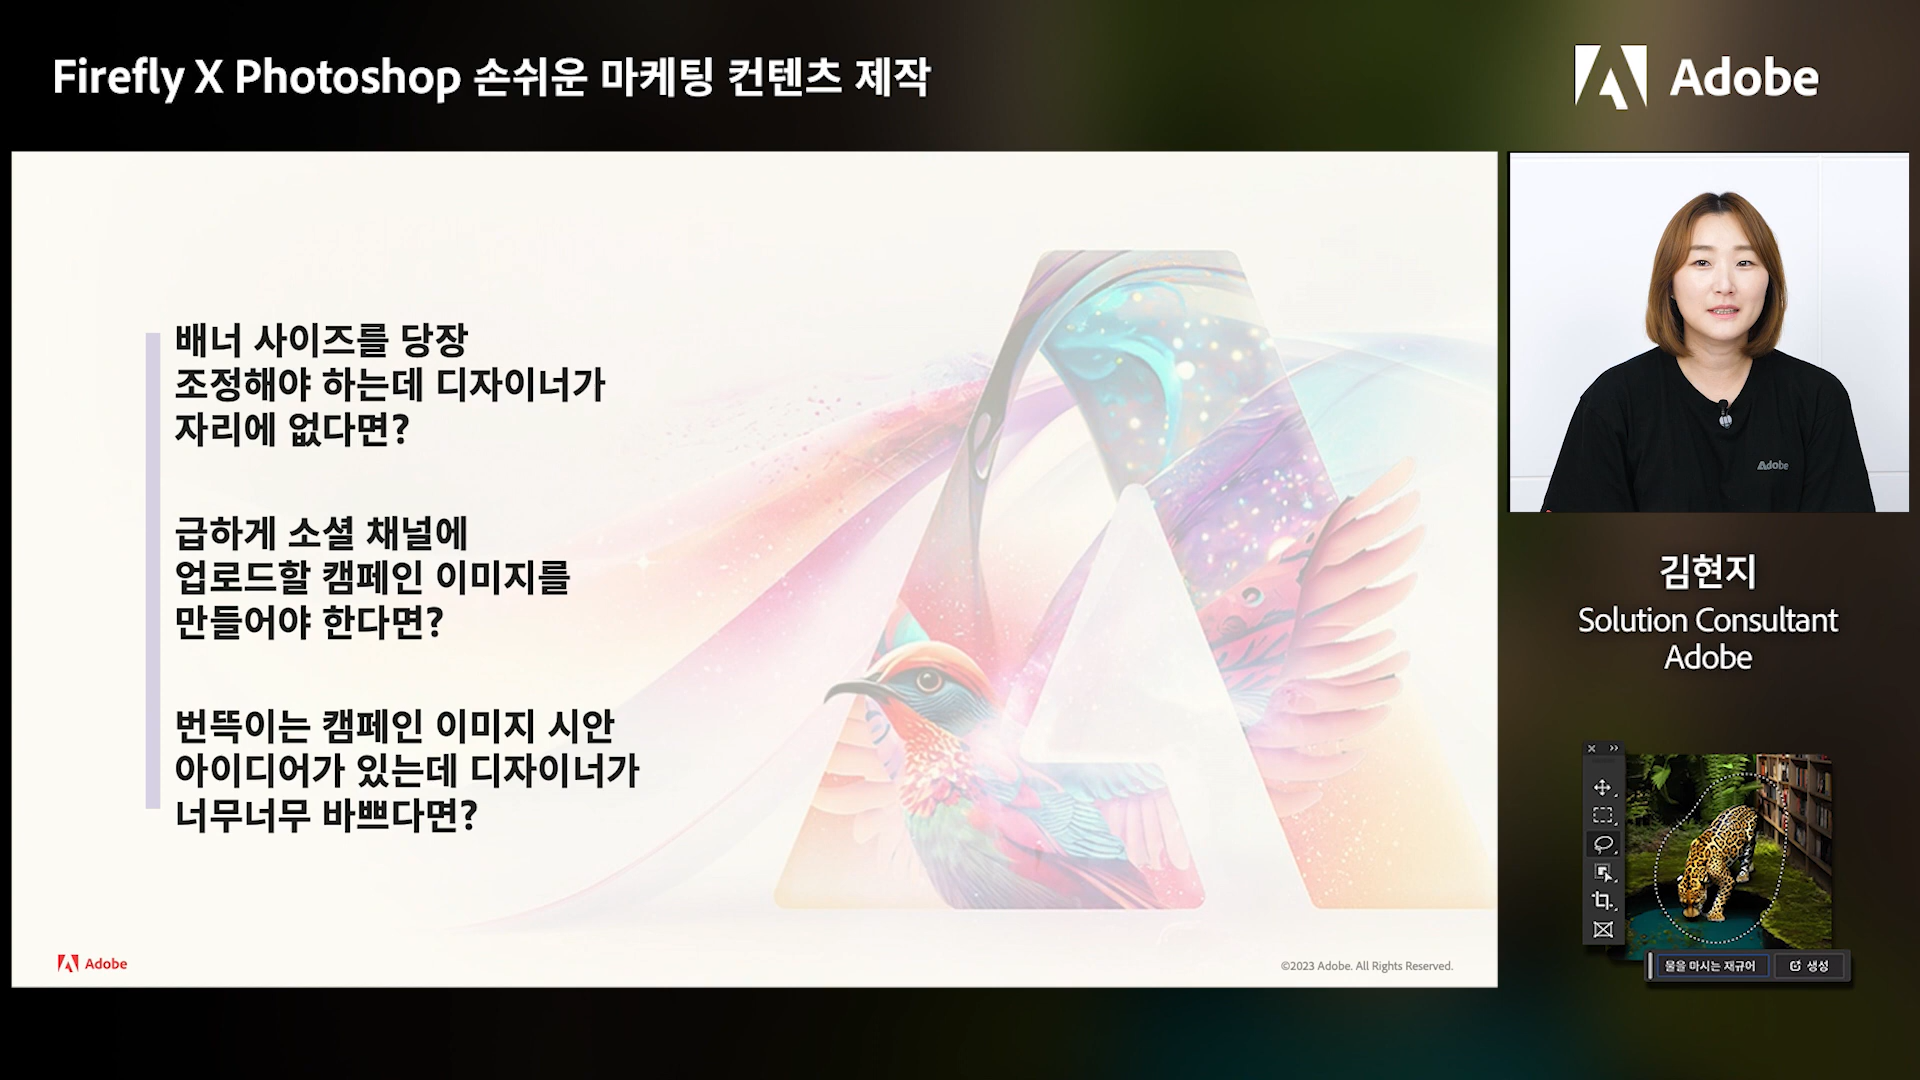 Firefly X Photoshop 손쉬운 마케팅 컨텐츠 제작
Adobe
배너 사이즈를 당장
조정해야 하는데 디자이너가
자리에 없다면?
급하게 소셜 채널에
업로드할 캠페인 이미지를
만들어야 한다면?
번뜩이는 캠페인 이미지 시안
아이디어가 있는데 디자이너가
너무너무 바쁘다면?
Adobe
©2023 Adobe. All Rights Reserved.
Adobe
김현지
Solution Consultant
Adobe
물을 마시는 재규어
생성